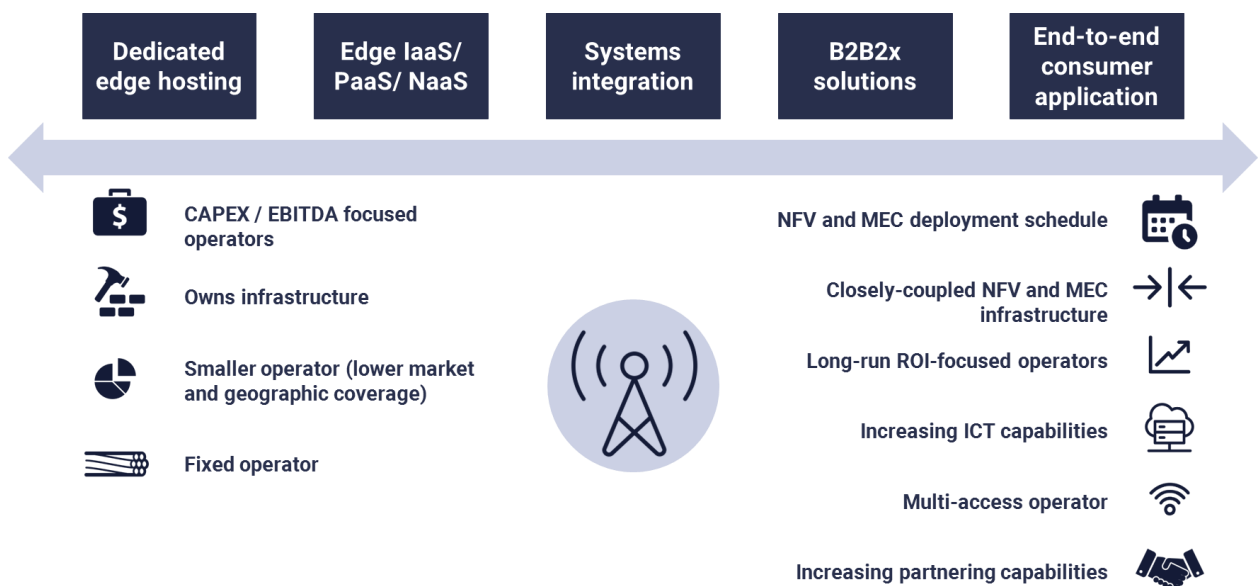 Dedicated
edge hosting
Edge IaaS/
PaaS/ NaaS
Systems
integration
B2B2x
solutions
End-to-end
consumer
application
$
CAPEX / EBITDA focused
operators
Owns infrastructure
Smaller operator (lower market
and geographic coverage)
Fixed operator
NFV and MEC deployment schedule
Closely-coupled NFV and MEC
infrastructure
Long-run ROI-focused operators
Increasing ICT capabilities
Multi-access operator
Increasing partnering capabilities